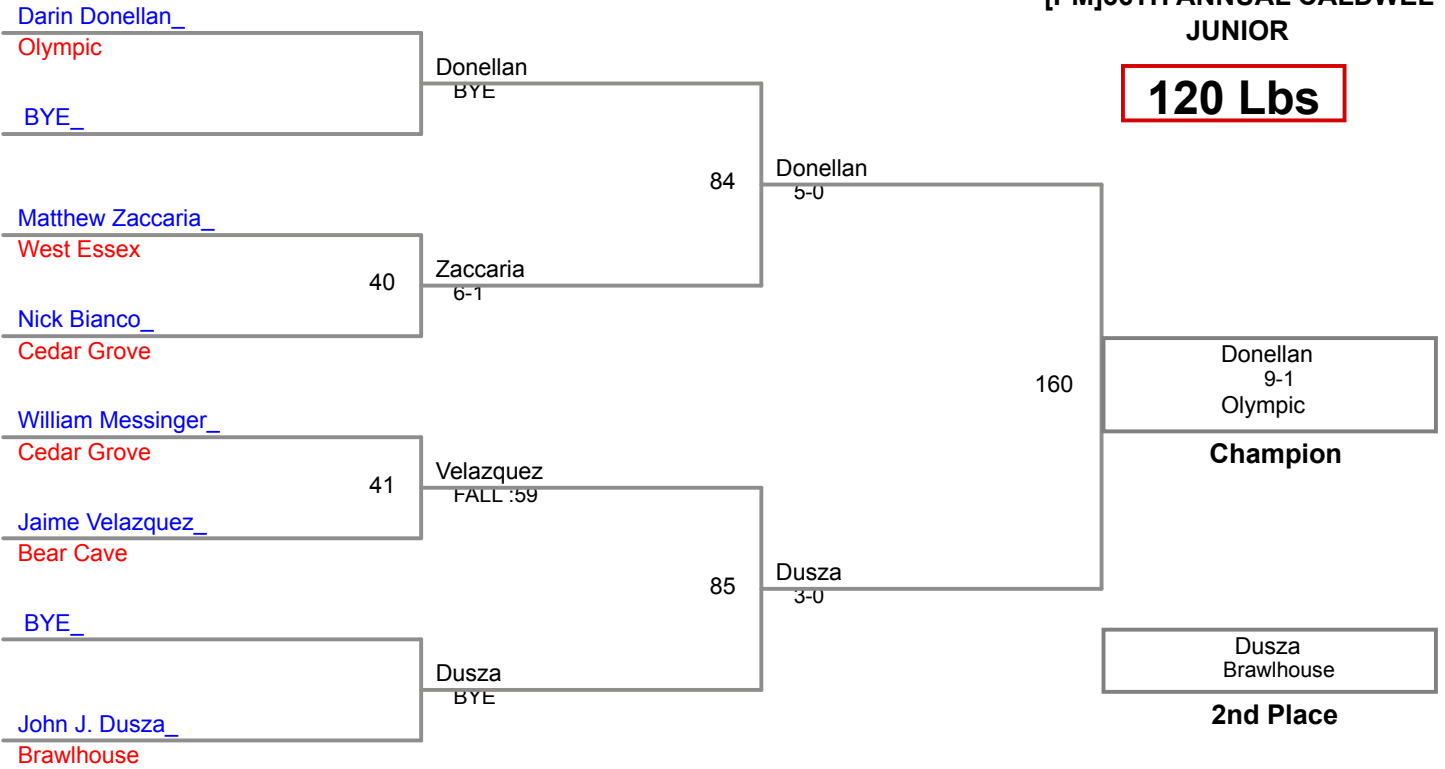 JUNIOR
120 Lbs
Darin Donellan_
Olympic
BYE_
Donellan
BYE
Matthew Zaccaria_
West Essex
40
Nick Bianco_
Cedar Grove
Zaccaria
6-1
84
Donellan
5-0
William Messinger_
Cedar Grove
41
Jaime Velazquez_
Bear Cave
Velazquez
FALL :59
BYE_
John J. Dusza_
Brawlhouse
Dusza
BYE
85
Dusza
3-0
160
Donellan
9-1
Olympic
Champion
Dusza
Brawlhouse
2nd Place